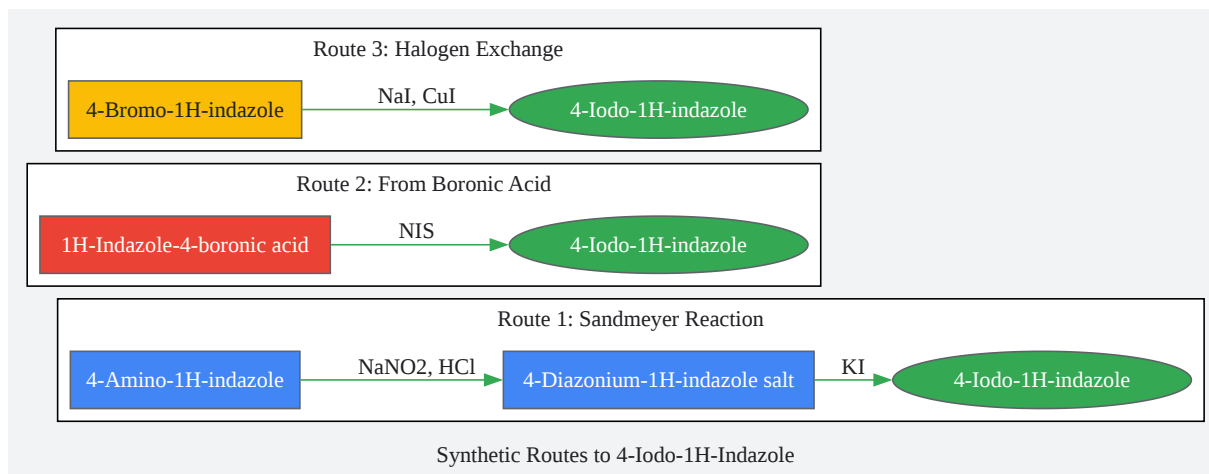 Route 3: Halogen Exchange
4-Bromo-1H-indazole
NaI, CuI
4-Iodo-1H-indazole
Route 2: From Boronic Acid
1H-Indazole-4-boronic acid
NIS
4-Iodo-1H-indazole
Route 1: Sandmeyer Reaction
4-Amino-1H-indazole
NaNO2, HCl
4-Diazonium-1H-indazole salt
KI
4-Iodo-1H-indazole
Synthetic Routes to 4-Iodo-1H-Indazole